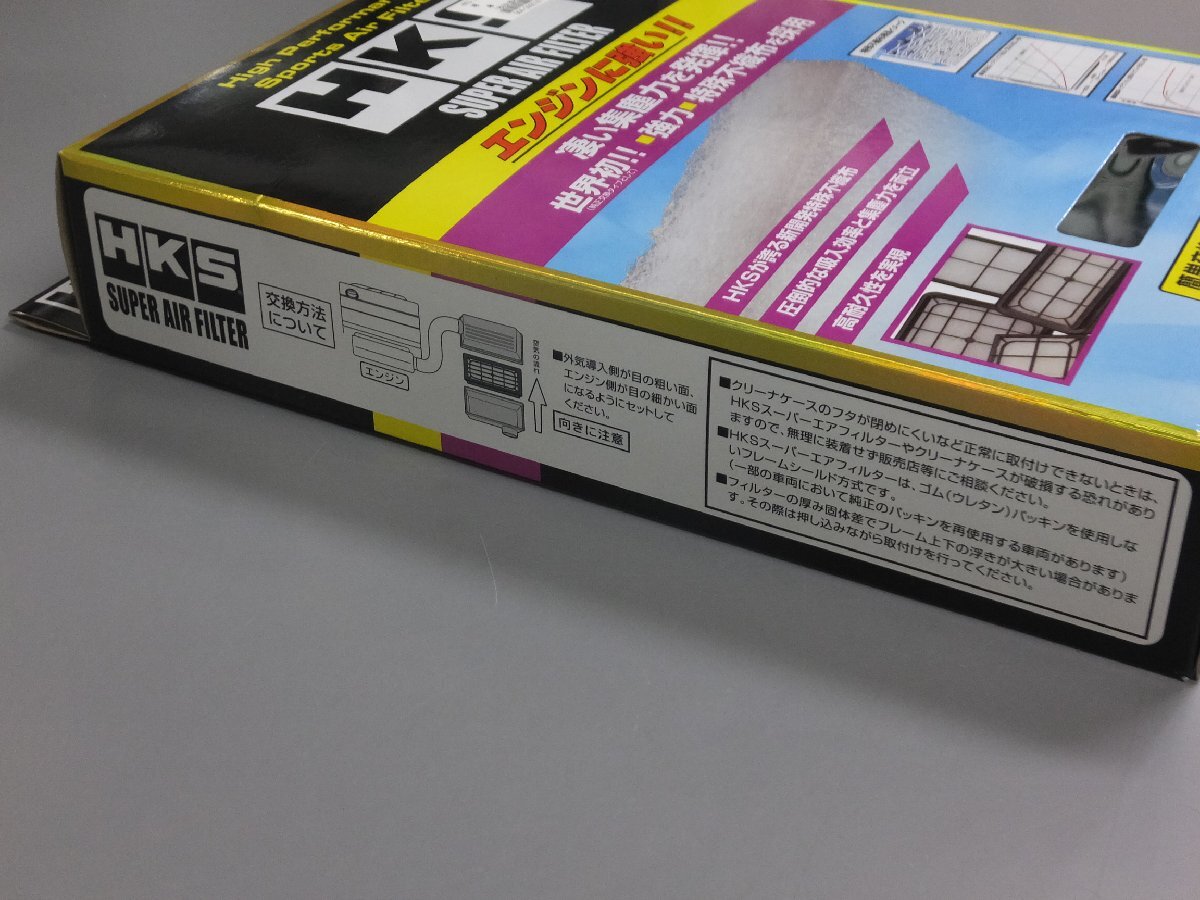 High Performan
Sports Air Filte
HKS
SUPER AIR FILTER
エンジンに強い!!
凄い集塵力を発揮!!
世界初!! ■強力■特殊不織布を採用
HKSが誇る新開発特殊不織布
圧倒的な吸入効率と集塵力を両立
高耐久性を実現
HKS
SUPER AIR FILTER
交換方法
について
エンジン
空気の流れ
■外気導入側が目の粗い面、
エンジン側が目の細かい面
になるようにセットして
ください。
向きに注意
■クリーナケースのフタが閉めにくいなど正常に取付けできないときは、
HKSスーパーエアフィルターやクリーナケースが破損する恐れがあり
ますので、無理に装着せず販売店等にご相談ください。
■HKSスーパーエアフィルターは、ゴム(ウレタン)パッキンを使用しな
いフレームシールド方式です。
(一部の車両において純正のパッキンを再使用する車両があります)
■フィルターの厚み固体差でフレーム上下の浮きが大きい場合がありま
す。その際は押し込みながら取付けを行ってください。